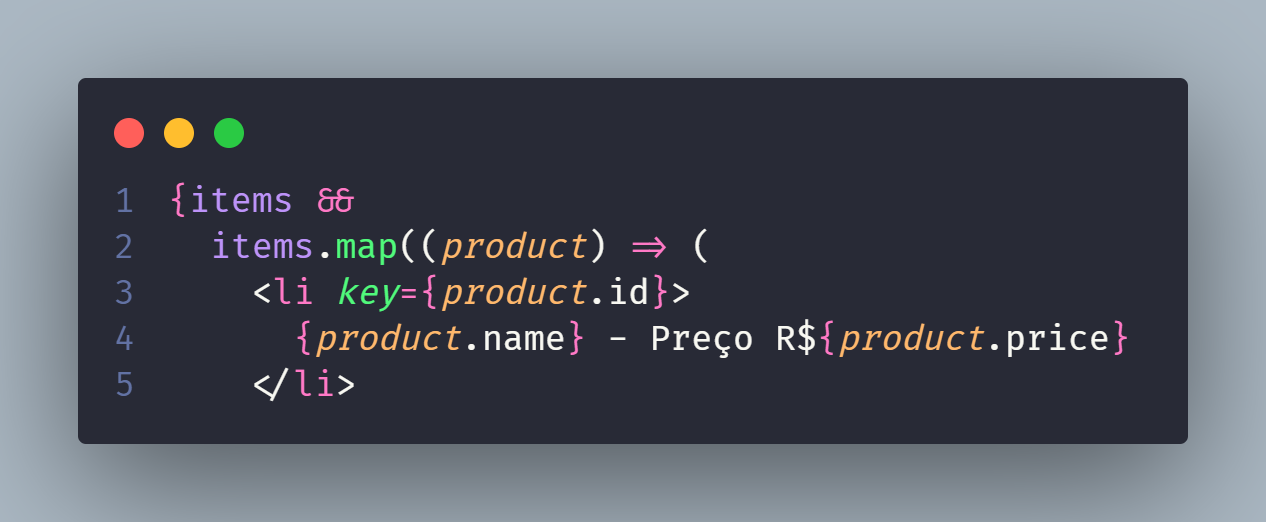 1 {items &&
2 items.map((product) => (
3 <li key={product.id}>
4 {product.name} - Preço R${product.price}
5 </li>